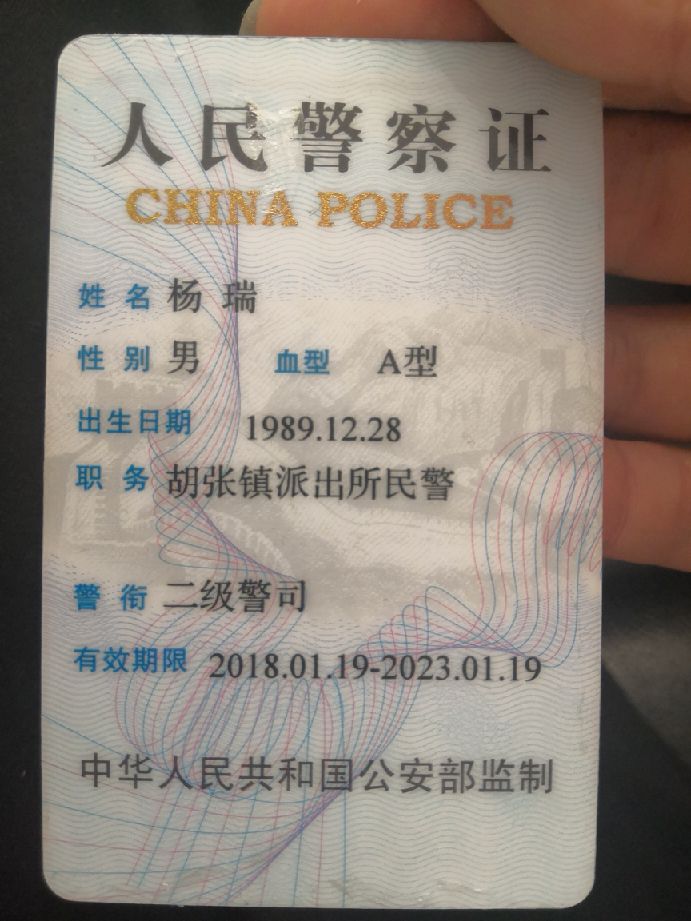 人民警察证
CHINA POLICE
姓名 杨瑞
性别 男 血型 A型
出生日期 1989.12.28
职务 胡张镇派出所民警
警衔 二级警司
有效期限 2018.01.19-2023.01.19
中华人民共和国公安部监制